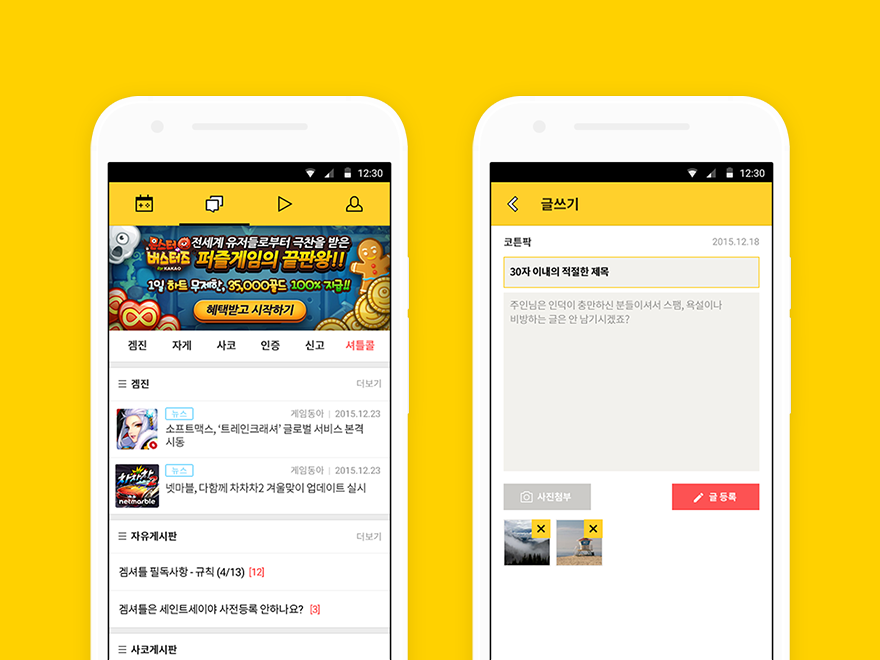 12:30
몬스터
버스터즈
for KAKAO
전세계 유저들로부터 극찬을 받은
퍼즐게임의 끝판왕!!
1일 하트 무제한, 35,000골드 100% 지급!!
혜택받고 시작하기
겜진 자게 사코 인증 신고 셔틀콜
겜진 더보기
뉴스 게임동아 | 2015.12.23
소프트맥스, ‘트레인크래셔’ 글로벌 서비스 본격
시동
차차차2
netmarble
뉴스 게임동아 | 2015.12.23
넷마블, 다함께 차차차2 겨울맞이 업데이트 실시
자유게시판 더보기
겜셔틀 필독사항 - 규칙 (4/13) [12]
겜셔틀은 세인트세이야 사전등록 안하나요? [3]
사코게시판
12:30
글쓰기
코튼팍 2015.12.18
30자 이내의 적절한 제목
주인님은 인덕이 충만하신 분들이셔서 스팸, 욕설이나
비방하는 글은 안 남기시겠죠?
사진첨부 글 등록